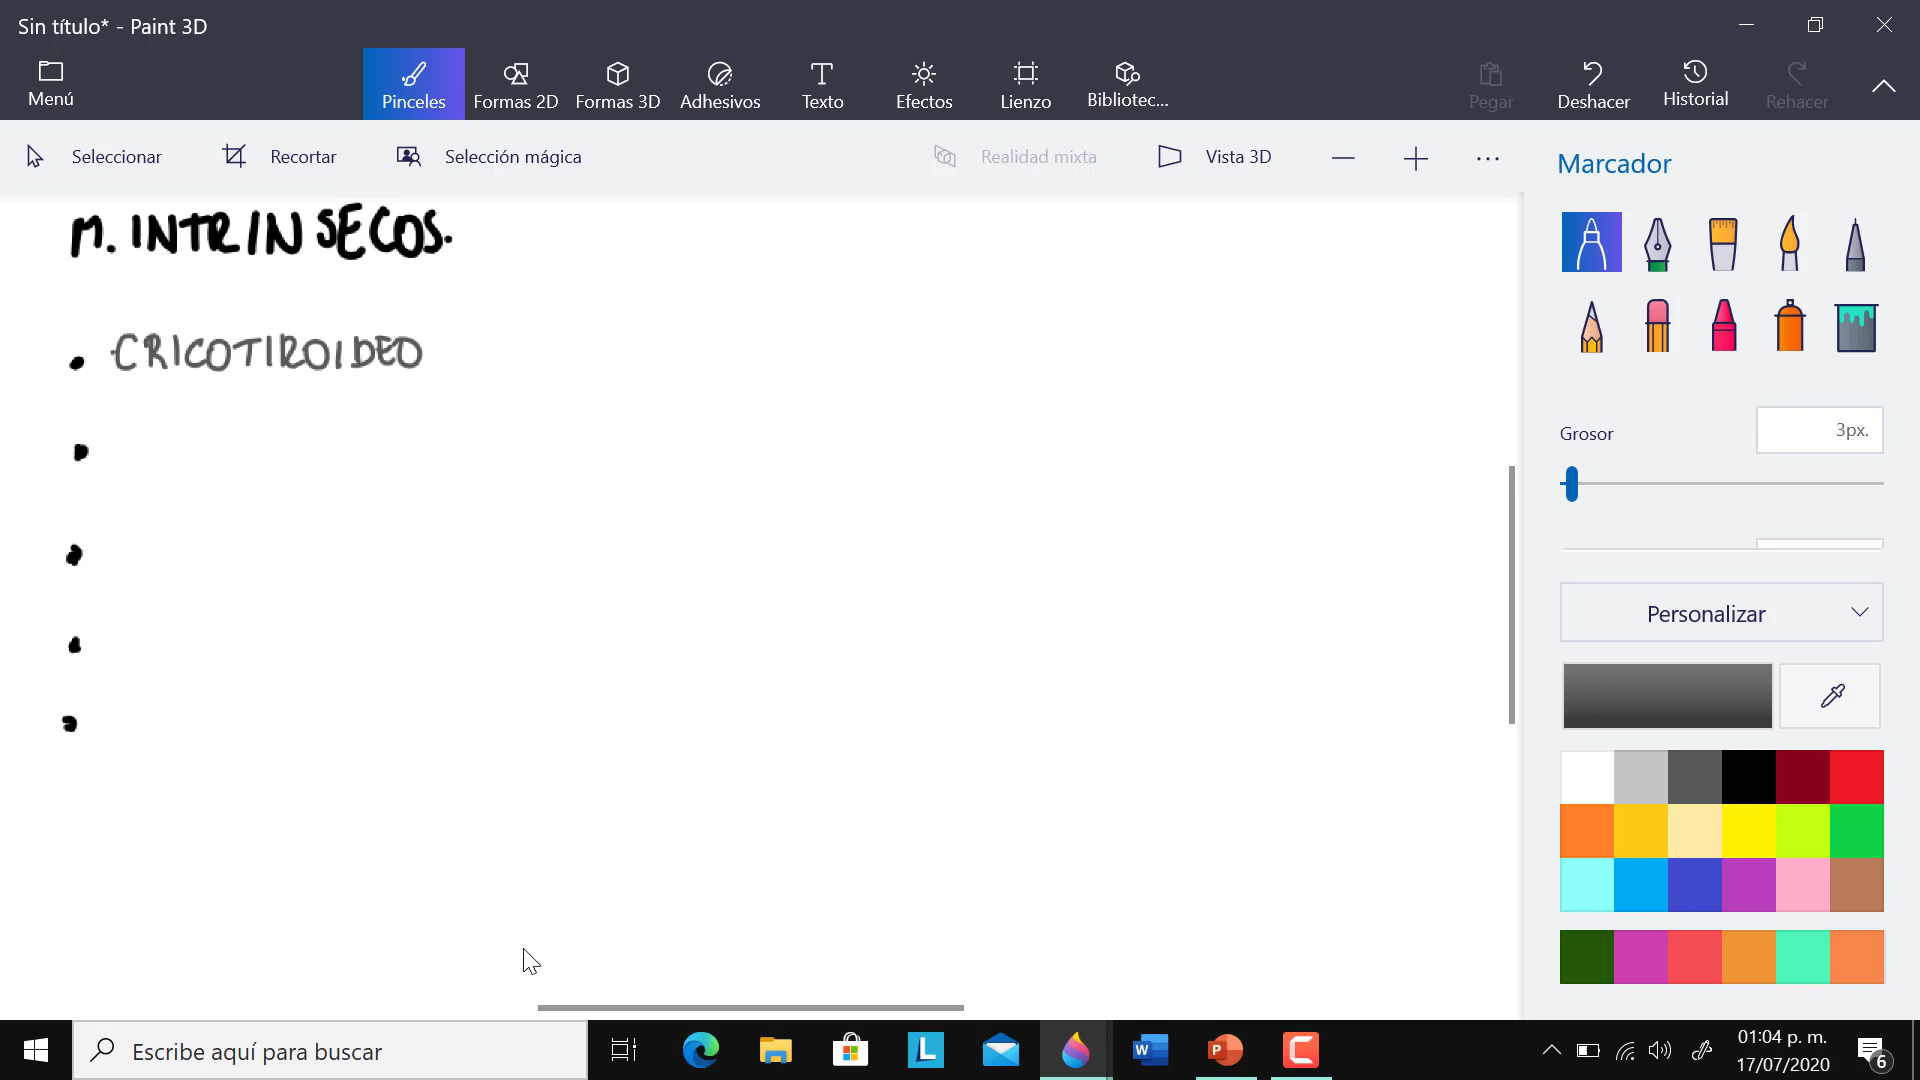 Sin título* - Paint 3D
Menú
Pinceles
Formas 2D
Formas 3D
Adhesivos
Texto
Efectos
Lienzo
Bibliotec...
Pegar
Deshacer
Historial
Rehacer
Seleccionar
Recortar
Selección mágica
Realidad mixta
Vista 3D
Marcador
M. INTRINSECOS.
• CRICOTIROIDEO
•
•
•
•
Grosor
3px.
Personalizar
Escribe aquí para buscar
L
W
P
C
01:04 p. m.
17/07/2020
6